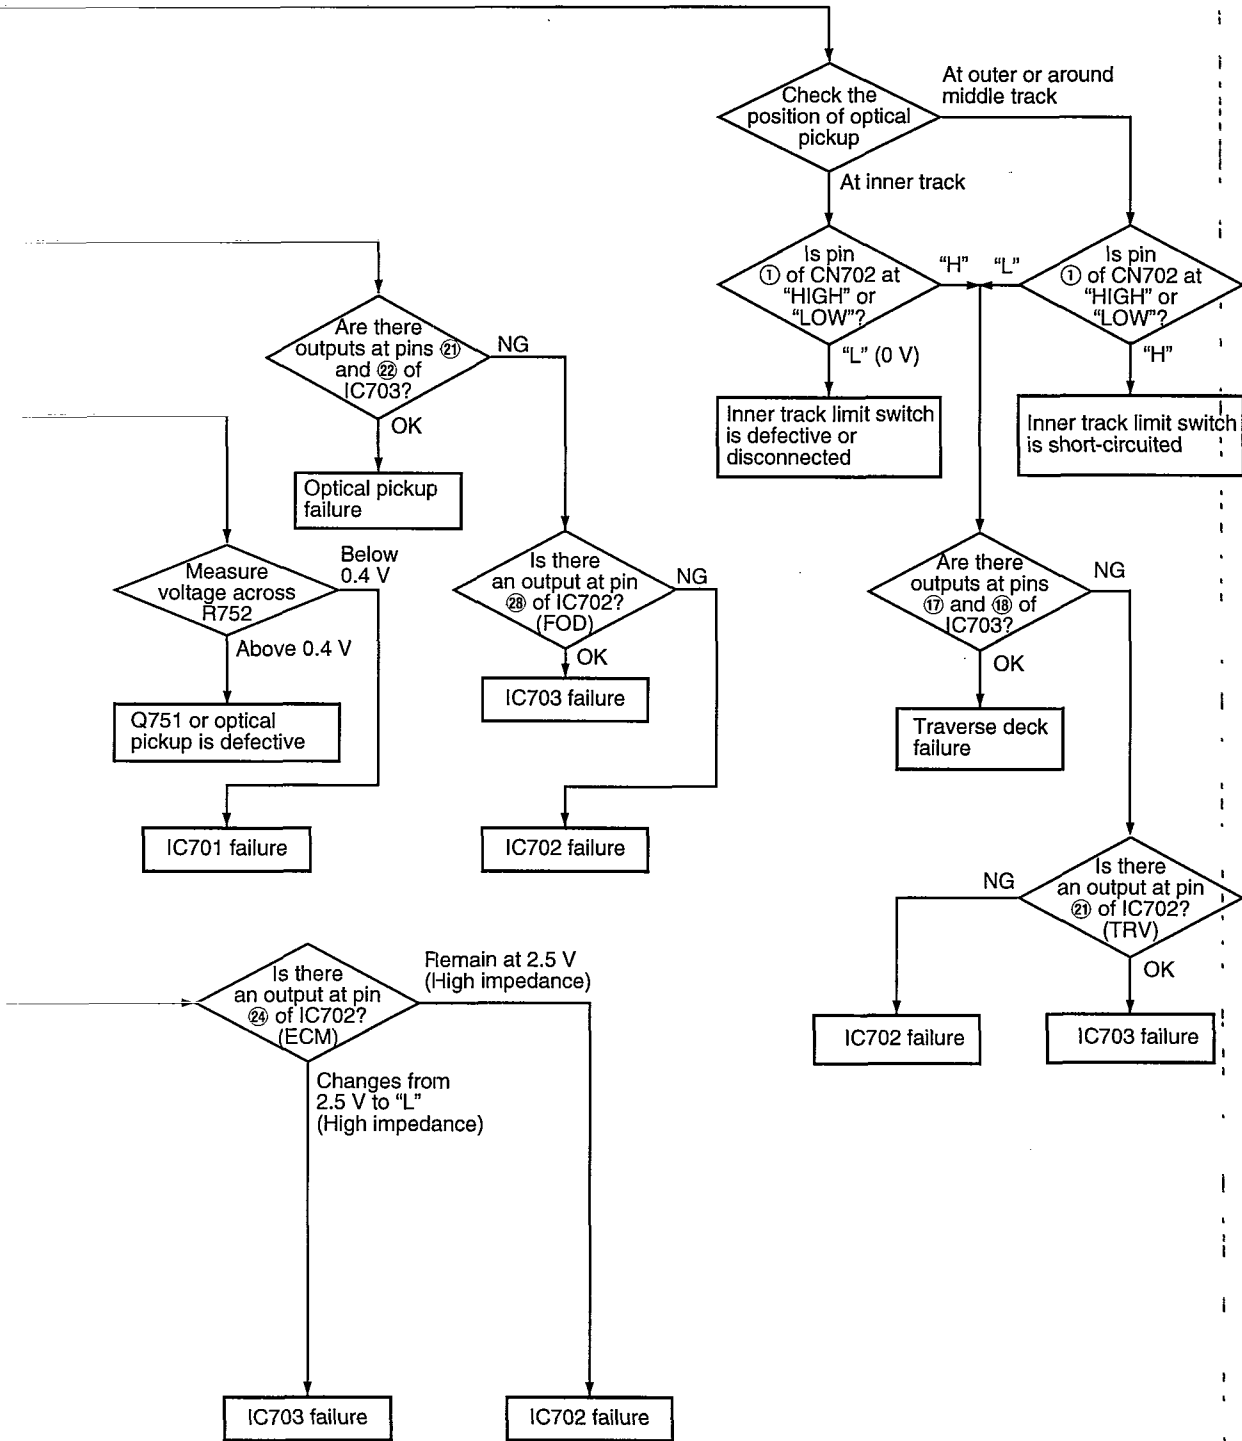 Check the
position of optical
pickup
At outer or around
middle track
At inner track
Is pin
① of CN702 at
“HIGH” or
“LOW”?
“H”
“L”
Is pin
① of CN702 at
“HIGH” or
“LOW”?
“L” (0 V)
“H”
Inner track limit switch
is defective or
disconnected
Inner track limit switch
is short-circuited
Are there
outputs at pins ㉑
and ㉒ of
IC703?
NG
OK
Optical pickup
failure
Measure
voltage across
R752
Below
0.4 V
Above 0.4 V
Q751 or optical
pickup is defective
IC701 failure
Is there
an output at pin
㉘ of IC702?
(FOD)
NG
OK
IC703 failure
IC702 failure
Are there
outputs at pins
⑰ and ⑱ of
IC703?
NG
OK
Traverse deck
failure
Is there
an output at pin
㉑ of IC702?
(TRV)
NG
OK
IC702 failure
IC703 failure
Is there
an output at pin
㉔ of IC702?
(ECM)
Remain at 2.5 V
(High impedance)
Changes from
2.5 V to “L”
(High impedance)
IC703 failure
IC702 failure